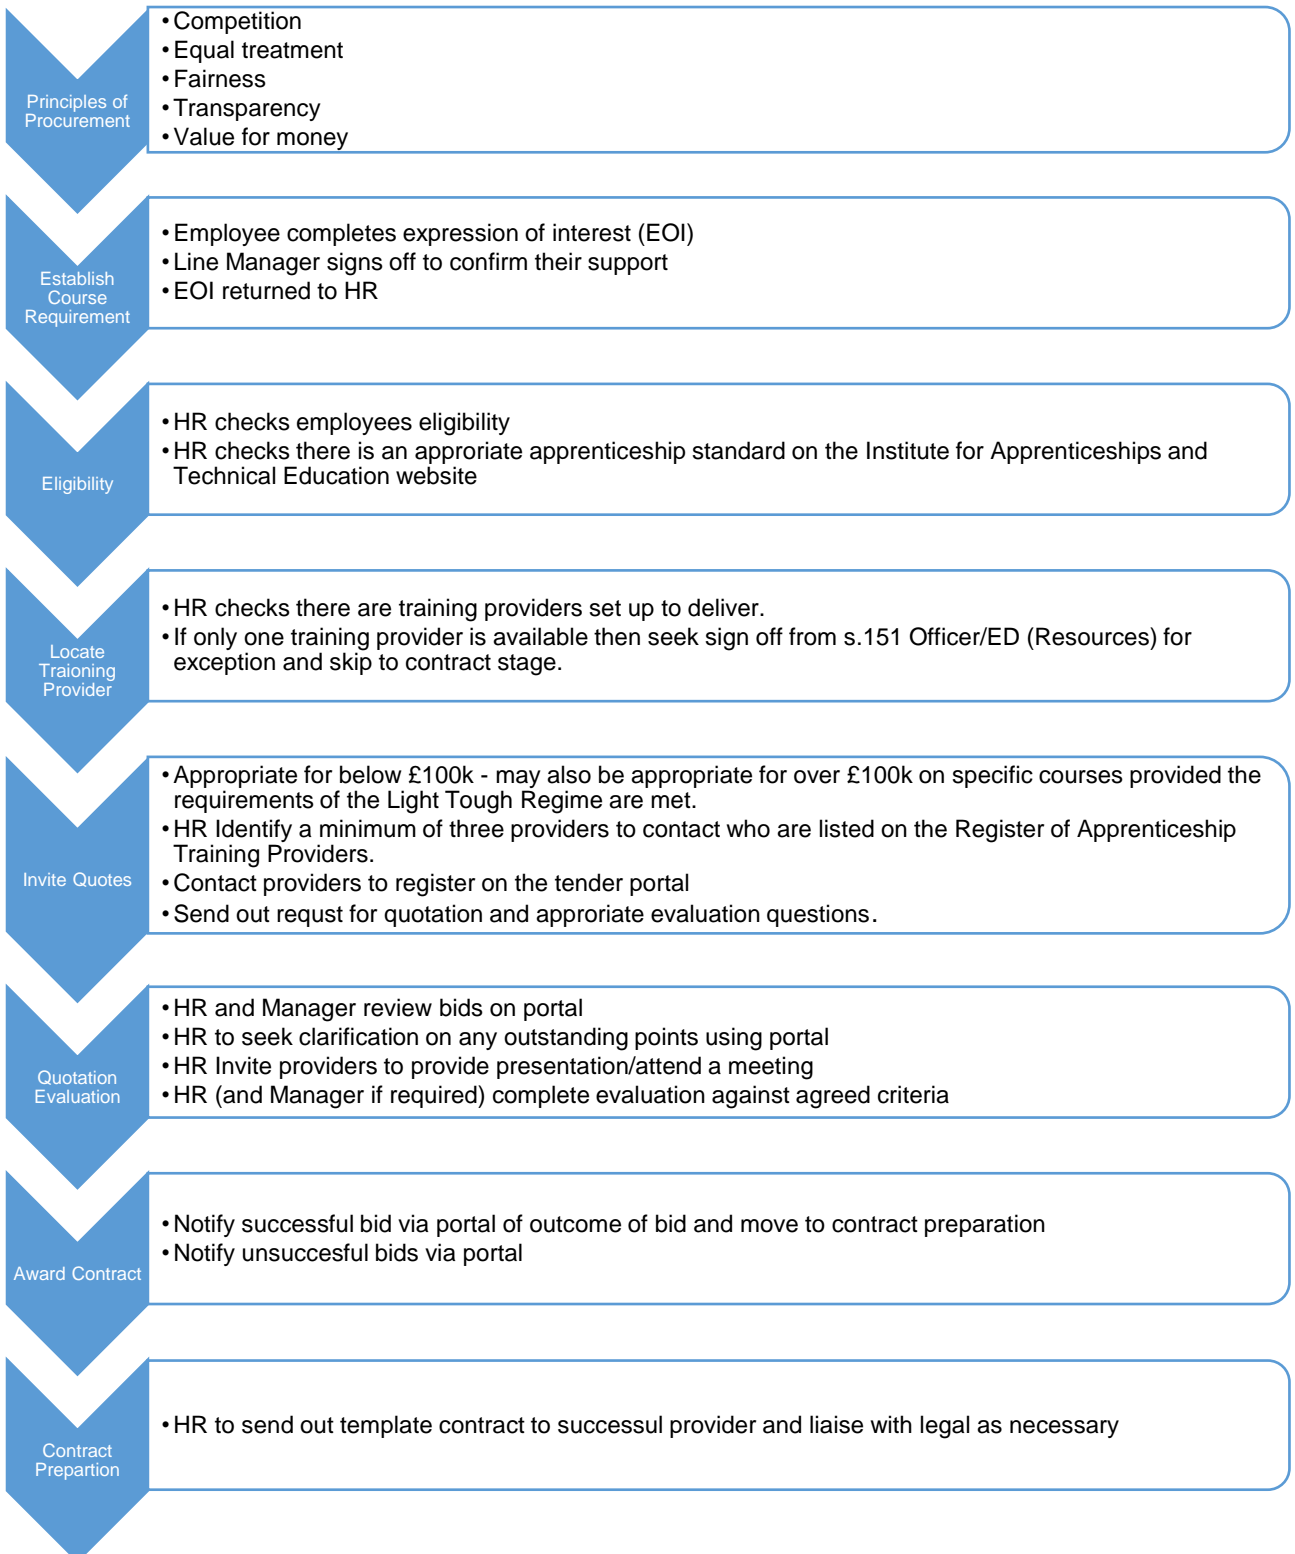 Principles of
Procurement
•Competition
•Equal treatment
•Fairness
•Transparency
•Value for money
Establish
Course
Requirement
•Employee completes expression of interest (EOI)
•Line Manager signs off to confirm their support
•EOI returned to HR
Eligibility
•HR checks employees eligibility
•HR checks there is an approriate apprenticeship standard on the Institute for Apprenticeships and
Technical Education website
Locate
Traioning
Provider
•HR checks there are training providers set up to deliver.
•If only one training provider is available then seek sign off from s.151 Officer/ED (Resources) for
exception and skip to contract stage.
Invite Quotes
•Appropriate for below £100k - may also be appropriate for over £100k on specific courses provided the
requirements of the Light Tough Regime are met.
•HR Identify a minimum of three providers to contact who are listed on the Register of Apprenticeship
Training Providers.
•Contact providers to register on the tender portal
•Send out requst for quotation and approriate evaluation questions.
Quotation
Evaluation
•HR and Manager review bids on portal
•HR to seek clarification on any outstanding points using portal
•HR Invite providers to provide presentation/attend a meeting
•HR (and Manager if required) complete evaluation against agreed criteria
Award Contract
•Notify successful bid via portal of outcome of bid and move to contract preparation
•Notify unsuccesful bids via portal
Contract
Prepartion
•HR to send out template contract to successul provider and liaise with legal as necessary